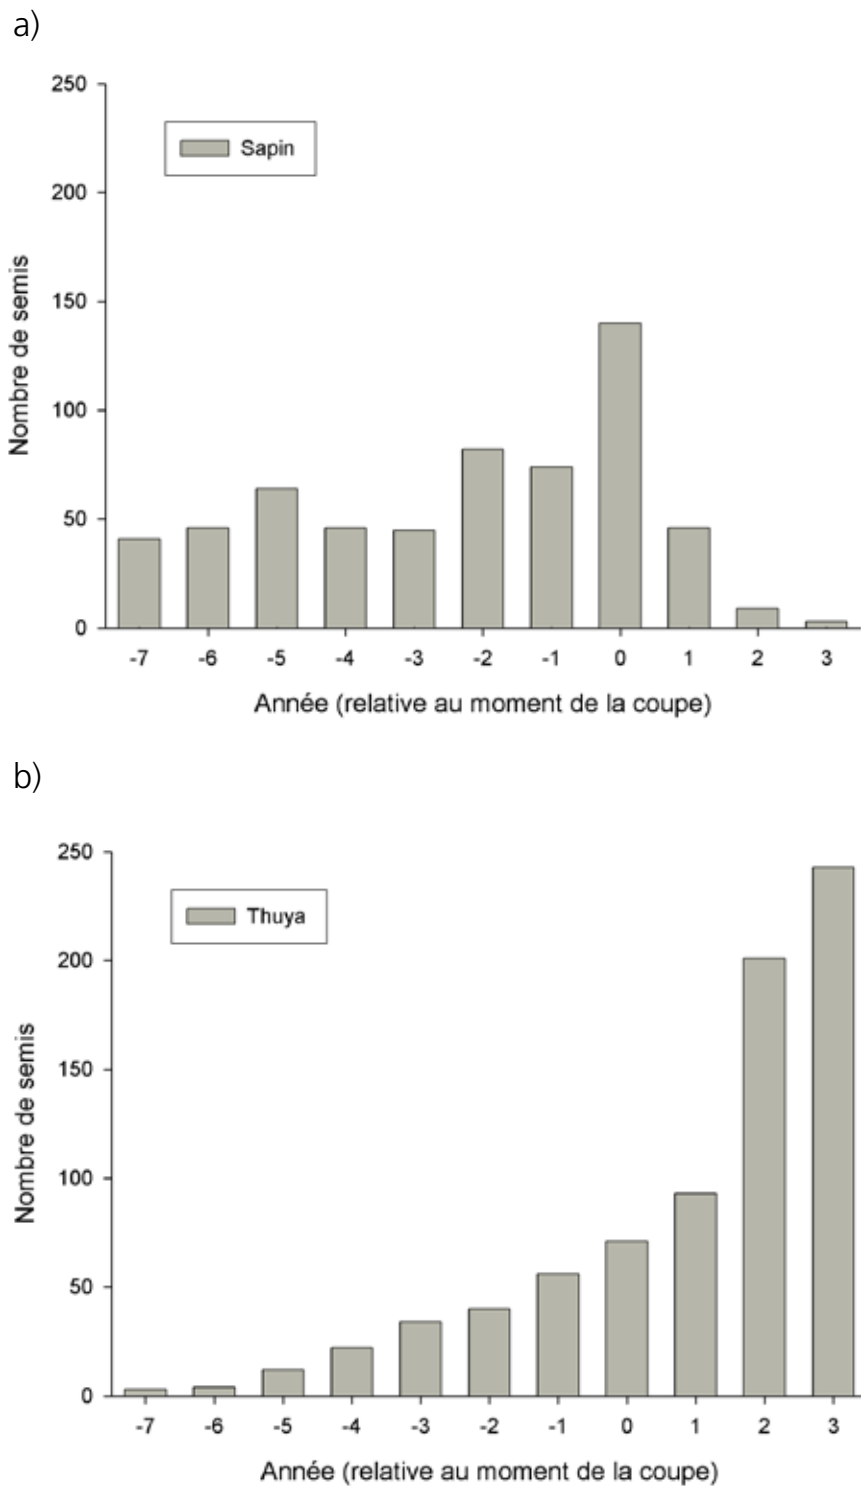 a)
250
Sapin
200
150
100
50
0
Nombre de semis
-7 -6 -5 -4 -3 -2 -1 0 1 2 3
Année (relative au moment de la coupe)
b)
250
Thuya
200
150
100
50
0
Nombre de semis
-7 -6 -5 -4 -3 -2 -1 0 1 2 3
Année (relative au moment de la coupe)